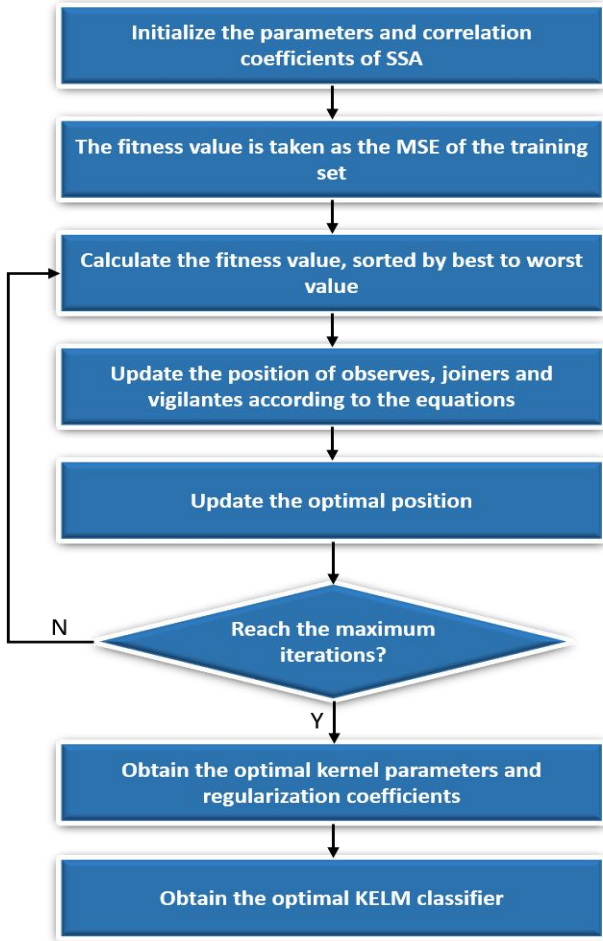 Initialize the parameters and correlation
coefficients of SSA
The fitness value is taken as the MSE of the training
set
Calculate the fitness value, sorted by best to worst
value
Update the position of observes, joiners and
vigilantes according to the equations
Update the optimal position
Reach the maximum
iterations?
N
Y
Obtain the optimal kernel parameters and
regularization coefficients
Obtain the optimal KELM classifier